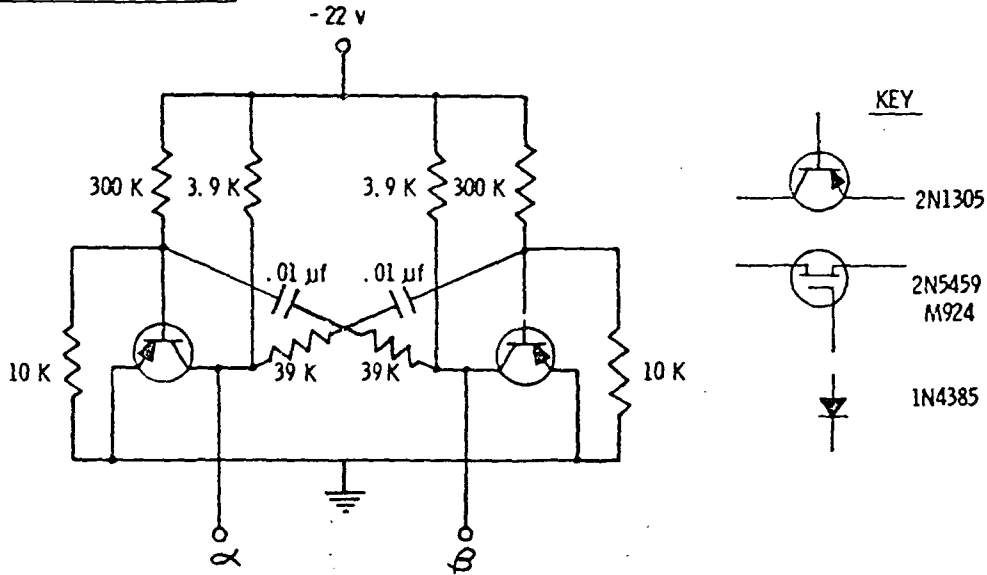 - 22 v
KEY
300 K
3. 9 K
3. 9 K
300 K
2N1305
.01 μf
.01 μf
2N5459
M924
10 K
39 K
39 K
10 K
1N4385
α
β